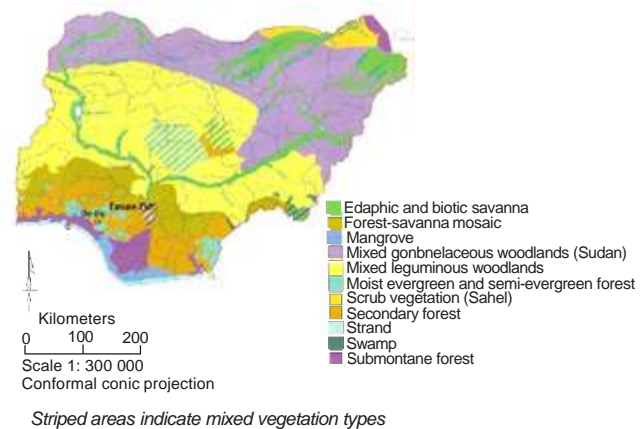 Edaphic and biotic savanna
Forest-savanna mosaic
Mangrove
Mixed gonbnelaceous woodlands (Sudan)
Mixed leguminous woodlands
Moist evergreen and semi-evergreen forest
Scrub vegetation (Sahel)
Secondary forest
Strand
Swamp
Submontane forest
Kilometers
0 100 200
Scale 1: 300 000
Conformal conic projection
Striped areas indicate mixed vegetation types